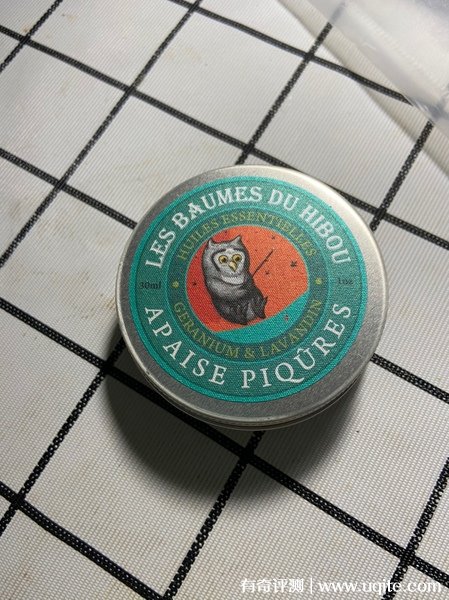 LES BAUMES DU HIBOU
HUILES ESSENTIELLES
30ml
1oz
GERANIUM & LAVANDIN
APAISE PIQÛRES
有奇评测 | www.uqite.com